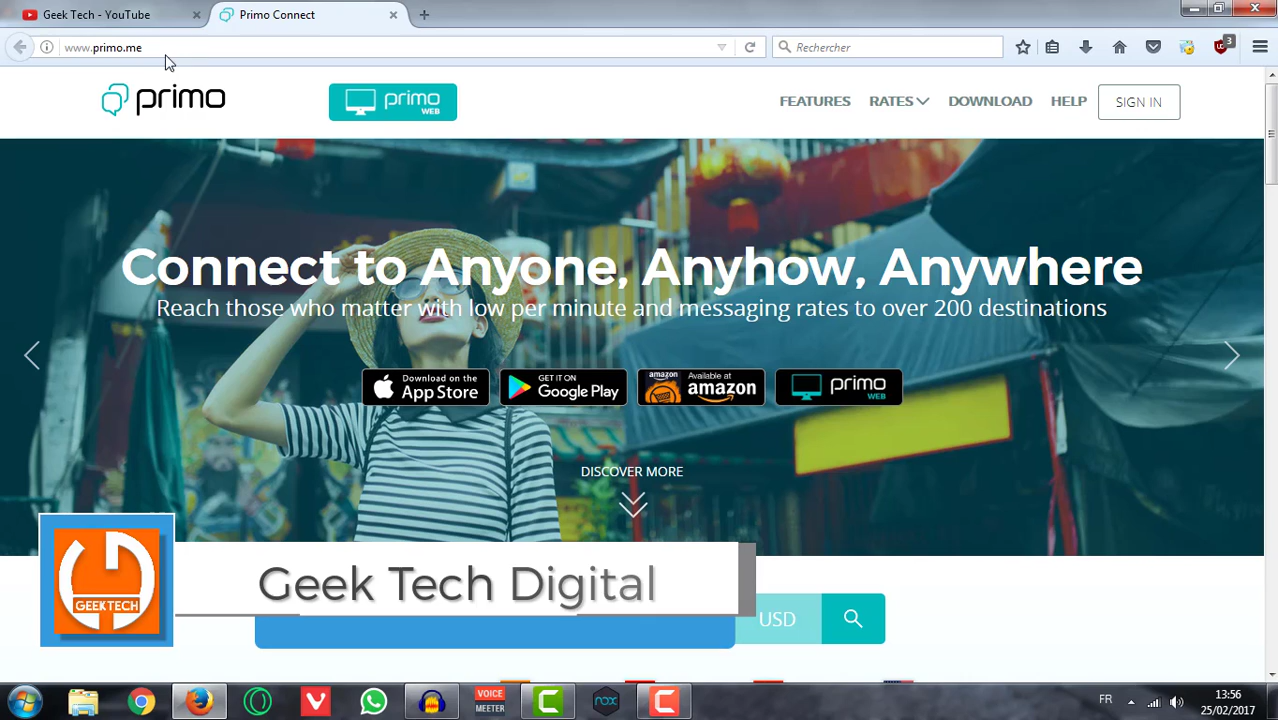 Geek Tech - YouTube
Primo Connect
www.primo.me
Rechercher
3
primo
primo WEB
FEATURES
RATES
DOWNLOAD
HELP
SIGN IN
Connect to Anyone, Anyhow, Anywhere
Reach those who matter with low per minute and messaging rates to over 200 destinations
Download on the
App Store
GET IT ON
Google Play
amazon
Available at
amazon
primo
WEB
DISCOVER MORE
GEEKTECH
Geek Tech Digital
USD
VOICE
MEETER
nox
FR
13:56
25/02/2017